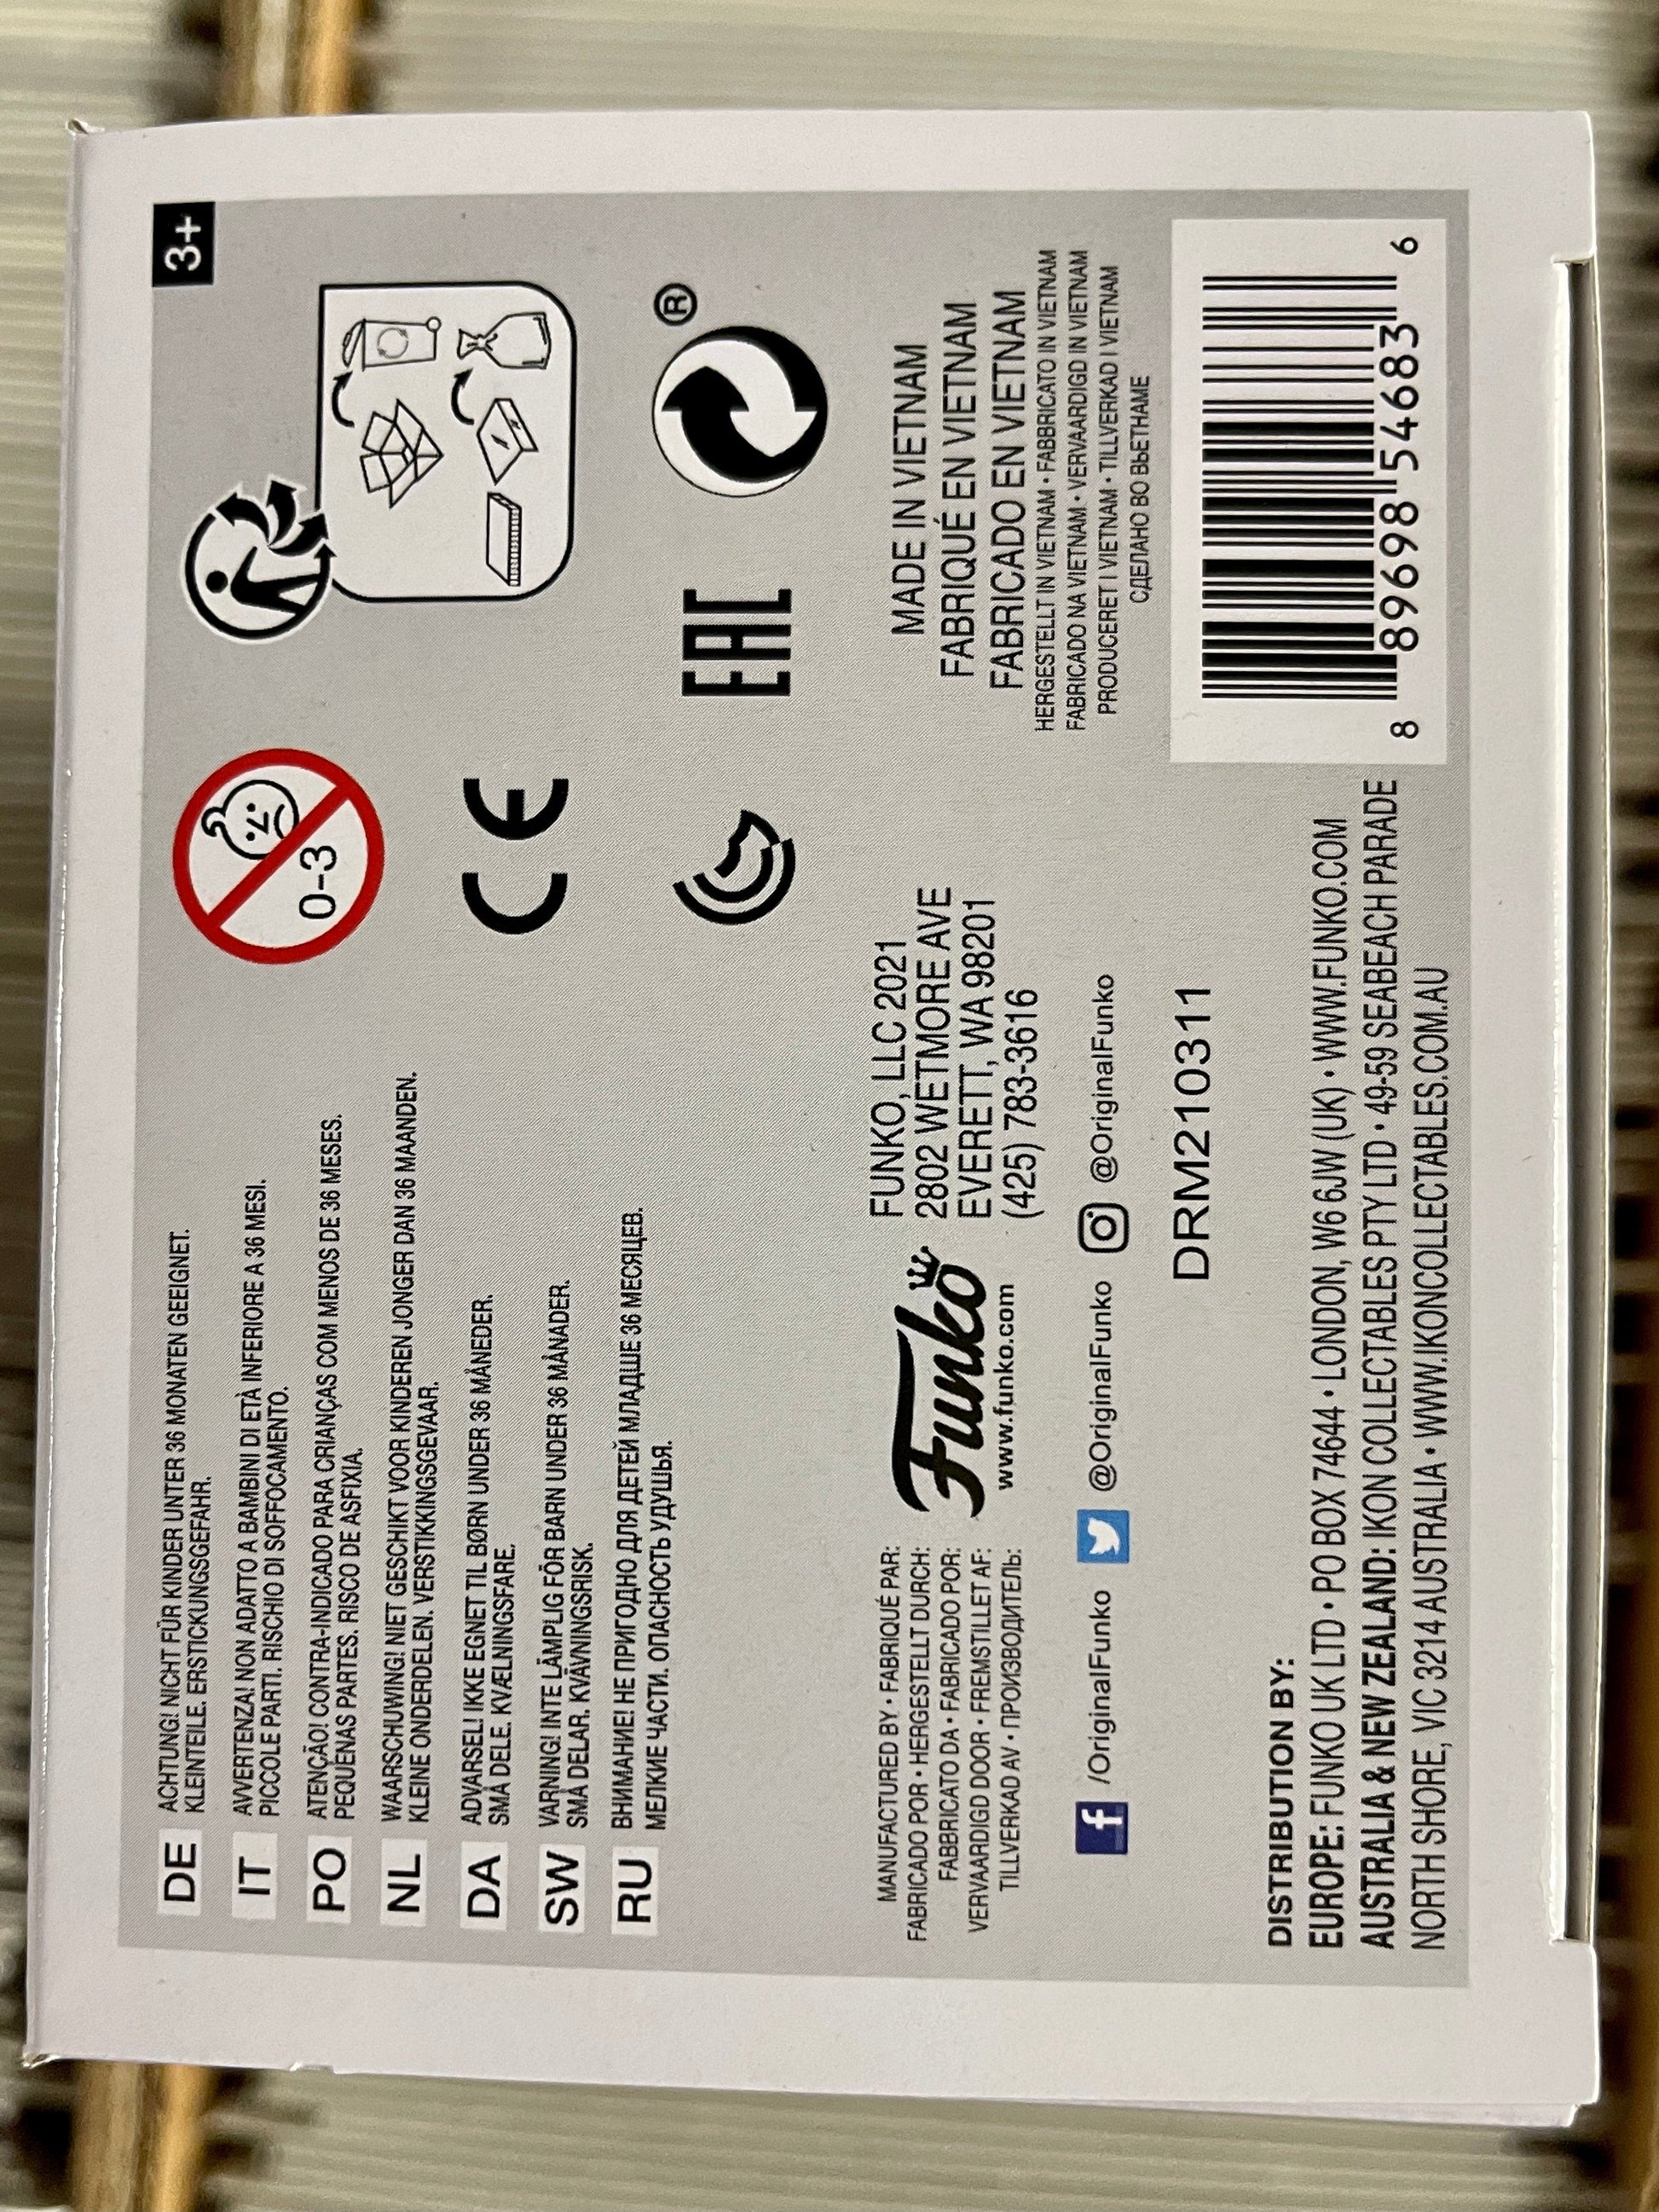 3+
DE
ACHTUNG! NICHT FÜR KINDER UNTER 36 MONATEN GEEIGNET.
KLEINTEILE. ERSTICKUNGSGEFAHR.
IT
AVVERTENZA! NON ADATTO A BAMBINI DI ETÀ INFERIORE A 36 MESI.
PICCOLE PARTI. RISCHIO DI SOFFOCAMENTO.
PO
ATENÇÃO! CONTRA-INDICADO PARA CRIANÇAS COM MENOS DE 36 MESES.
PEQUENAS PARTES. RISCO DE ASFIXIA.
NL
WAARSCHUWING! NIET GESCHIKT VOOR KINDEREN JONGER DAN 36 MAANDEN.
KLEINE ONDERDELEN. VERSTIKKINGSGEVAAR.
DA
ADVARSEL! IKKE EGNET TIL BØRN UNDER 36 MÅNEDER.
SMÅ DELE. KVÆLNINGSFARE.
SW
VARNING! INTE LÄMPLIG FÖR BARN UNDER 36 MÅNADER.
SMÅ DELAR. KVÄVNINGSRISK.
RU
ВНИМАНИЕ! НЕ ПРИГОДНО ДЛЯ ДЕТЕЙ МЛАДШЕ 36 МЕСЯЦЕВ.
МЕЛКИЕ ЧАСТИ. ОПАСНОСТЬ УДУШЬЯ.
0-3
CE
EAC
®
MANUFACTURED BY • FABRIQUÉ PAR:
FABRICADO POR • HERGESTELLT DURCH:
FABBRICATO DA • FABRICADO POR:
VERVAARDIGD DOOR • FREMSTILLET AF:
TILLVERKAD AV • ПРОИЗВОДИТЕЛЬ:
Funko
www.funko.com
FUNKO, LLC 2021
2802 WETMORE AVE
EVERETT, WA 98201
(425) 783-3616
MADE IN VIETNAM
FABRIQUÉ EN VIETNAM
FABRICADO EN VIETNAM
HERGESTELLT IN VIETNAM • FABBRICATO IN VIETNAM
FABRICADO NA VIETNAM • VERVAARDIGD IN VIETNAM
PRODUCERET I VIETNAM • TILLVERKAD I VIETNAM
СДЕЛАНО ВО ВЬЕТНАМЕ
f /OriginalFunko @OriginalFunko @OriginalFunko
DRM210311
DISTRIBUTION BY:
EUROPE: FUNKO UK LTD • PO BOX 74644 • LONDON, W6 6JW (UK) • WWW.FUNKO.COM
AUSTRALIA & NEW ZEALAND: IKON COLLECTABLES PTY LTD • 49-59 SEABEACH PARADE
NORTH SHORE, VIC 3214 AUSTRALIA • WWW.IKONCOLLECTABLES.COM.AU
8 89698 54683 6